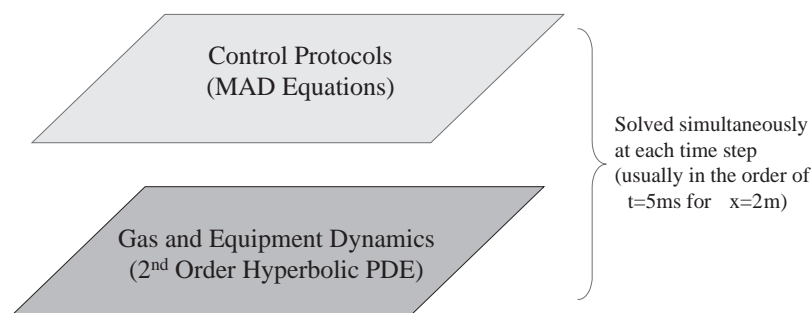 Control Protocols
(MAD Equations)
Solved simultaneously
at each time step
(usually in the order of
t=5ms for x=2m)
Gas and Equipment Dynamics
(2nd Order Hyperbolic PDE)